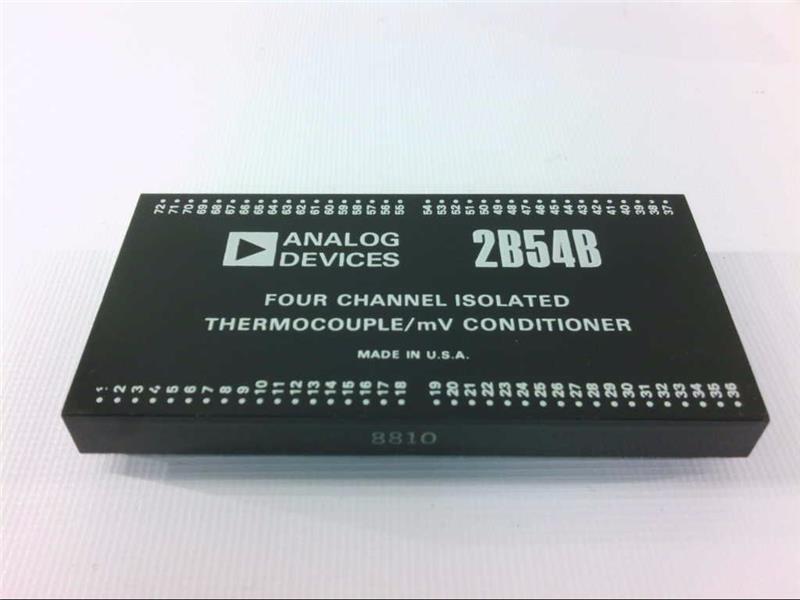 72 71 70 69 68 67 66 65 64 63 62 61 60 59 58 57 56 55 54 53 52 51 50 49 48 47 46 45 44 43 42 41 40 39 38 37
ANALOG DEVICES 2B54B
FOUR CHANNEL ISOLATED
THERMOCOUPLE/mV CONDITIONER
MADE IN U.S.A.
1 2 3 4 5 6 7 8 9 10 11 12 13 14 15 16 17 18 19 20 21 22 23 24 25 26 27 28 29 30 31 32 33 34 35 36
8810